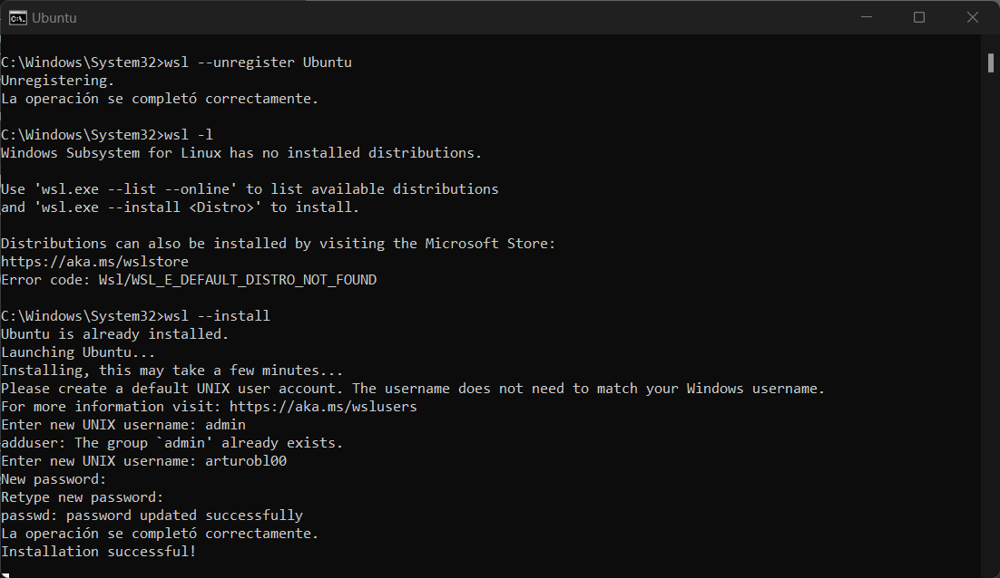 Ubuntu
C:\Windows\System32>wsl --unregister Ubuntu
Unregistering.
La operación se completó correctamente.
C:\Windows\System32>wsl -l
Windows Subsystem for Linux has no installed distributions.
Use 'wsl.exe --list --online' to list available distributions
and 'wsl.exe --install <Distro>' to install.
Distributions can also be installed by visiting the Microsoft Store:
https://aka.ms/wslstore
Error code: Wsl/WSL_E_DEFAULT_DISTRO_NOT_FOUND
C:\Windows\System32>wsl --install
Ubuntu is already installed.
Launching Ubuntu...
Installing, this may take a few minutes...
Please create a default UNIX user account. The username does not need to match your Windows username.
For more information visit: https://aka.ms/wslusers
Enter new UNIX username: admin
adduser: The group `admin' already exists.
Enter new UNIX username: arturobl00
New password:
Retype new password:
passwd: password updated successfully
La operación se completó correctamente.
Installation successful!